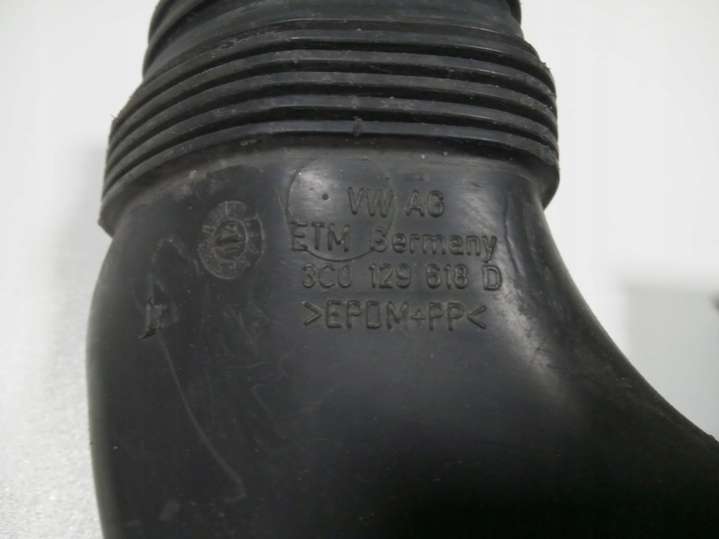 VW AG
ETM Germany
3C0 129 618 D
>EPDM+PP<